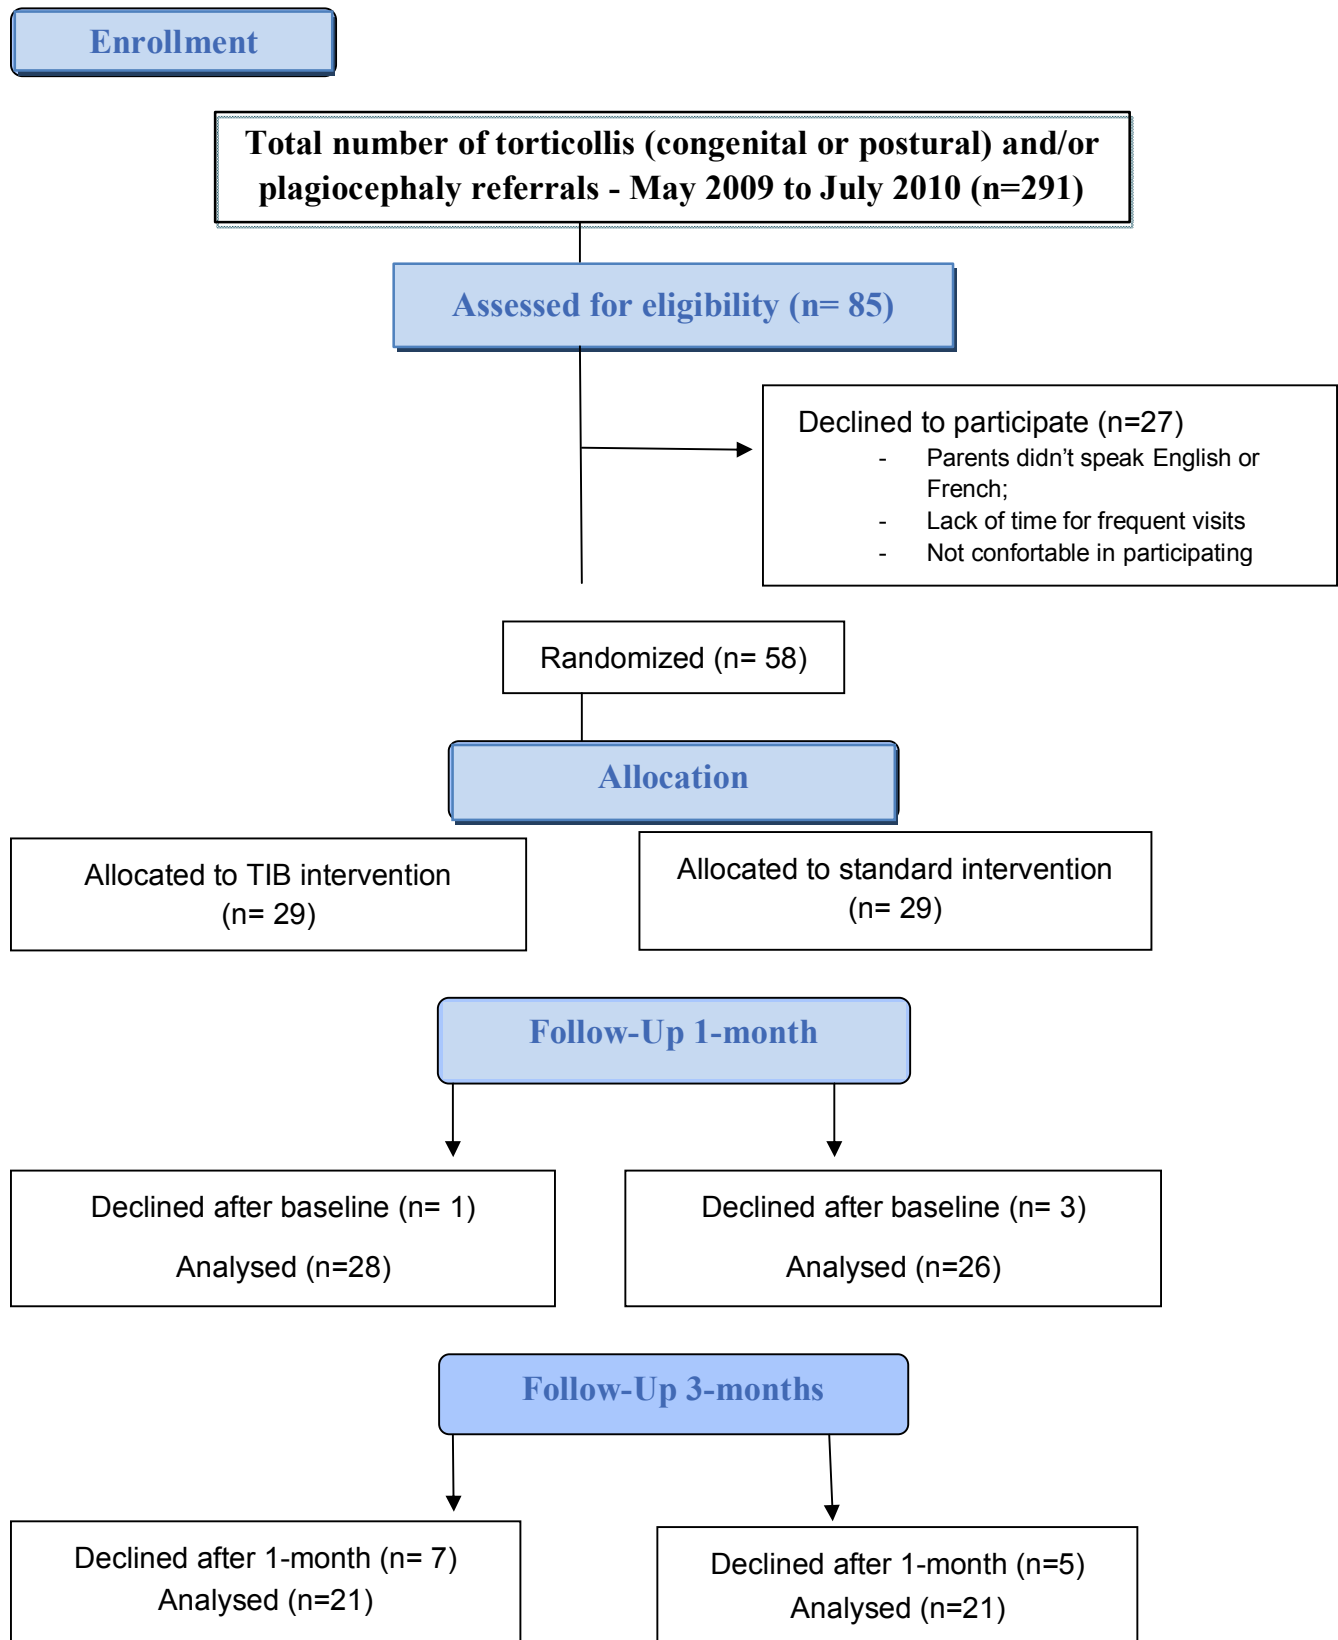 Enrollment
Total number of torticollis (congenital or postural) and/or
plagiocephaly referrals - May 2009 to July 2010 (n=291)
Assessed for eligibility (n= 85)
Declined to participate (n=27)
- Parents didn’t speak English or
French;
- Lack of time for frequent visits
- Not confortable in participating
Randomized (n= 58)
Allocation
Allocated to TIB intervention
(n= 29)
Allocated to standard intervention
(n= 29)
Follow-Up 1-month
Declined after baseline (n= 1)
Analysed (n=28)
Declined after baseline (n= 3)
Analysed (n=26)
Follow-Up 3-months
Declined after 1-month (n= 7)
Analysed (n=21)
Declined after 1-month (n=5)
Analysed (n=21)